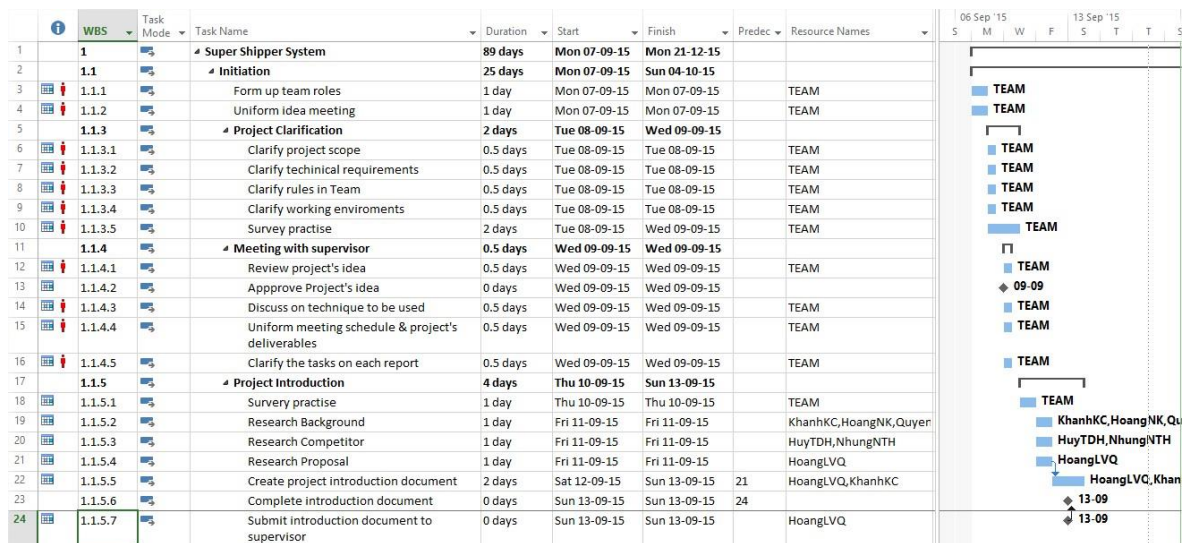 06 Sep '15 13 Sep '15
WBS Task Mode Task Name Duration Start Finish Predec Resource Names S M W F S T T S
1 1 Super Shipper System 89 days Mon 07-09-15 Mon 21-12-15
2 1.1 Initiation 25 days Mon 07-09-15 Sun 04-10-15
3 1.1.1 Form up team roles 1 day Mon 07-09-15 Mon 07-09-15 TEAM TEAM
4 1.1.2 Uniform idea meeting 1 day Mon 07-09-15 Mon 07-09-15 TEAM TEAM
5 1.1.3 Project Clarification 2 days Tue 08-09-15 Wed 09-09-15
6 1.1.3.1 Clarify project scope 0.5 days Tue 08-09-15 Tue 08-09-15 TEAM TEAM
7 1.1.3.2 Clarify techinical requirements 0.5 days Tue 08-09-15 Tue 08-09-15 TEAM TEAM
8 1.1.3.3 Clarify rules in Team 0.5 days Tue 08-09-15 Tue 08-09-15 TEAM TEAM
9 1.1.3.4 Clarify working enviroments 0.5 days Tue 08-09-15 Tue 08-09-15 TEAM TEAM
10 1.1.3.5 Survey practise 2 days Tue 08-09-15 Wed 09-09-15 TEAM TEAM
11 1.1.4 Meeting with supervisor 0.5 days Wed 09-09-15 Wed 09-09-15
12 1.1.4.1 Review project's idea 0.5 days Wed 09-09-15 Wed 09-09-15 TEAM TEAM
13 1.1.4.2 Appprove Project's idea 0 days Wed 09-09-15 Wed 09-09-15 09-09
14 1.1.4.3 Discuss on technique to be used 0.5 days Wed 09-09-15 Wed 09-09-15 TEAM TEAM
15 1.1.4.4 Uniform meeting schedule & project's 0.5 days Wed 09-09-15 Wed 09-09-15 TEAM TEAM
deliverables
16 1.1.4.5 Clarify the tasks on each report 0.5 days Wed 09-09-15 Wed 09-09-15 TEAM TEAM
17 1.1.5 Project Introduction 4 days Thu 10-09-15 Sun 13-09-15
18 1.1.5.1 Survery practise 1 day Thu 10-09-15 Thu 10-09-15 TEAM TEAM
19 1.1.5.2 Research Background 1 day Fri 11-09-15 Fri 11-09-15 KhanhKC,HoangNK,Quyen KhanhKC,HoangNK,Qu
20 1.1.5.3 Research Competitor 1 day Fri 11-09-15 Fri 11-09-15 HuyTDH,NhungNTH HuyTDH,NhungNTH
21 1.1.5.4 Research Proposal 1 day Fri 11-09-15 Fri 11-09-15 HoangLVQ HoangLVQ
22 1.1.5.5 Create project introduction document 2 days Sat 12-09-15 Sun 13-09-15 21 HoangLVQ,KhanhKC HoangLVQ,Khan
23 1.1.5.6 Complete introduction document 0 days Sun 13-09-15 Sun 13-09-15 24 13-09
24 1.1.5.7 Submit introduction document to 0 days Sun 13-09-15 Sun 13-09-15 HoangLVQ 13-09
supervisor